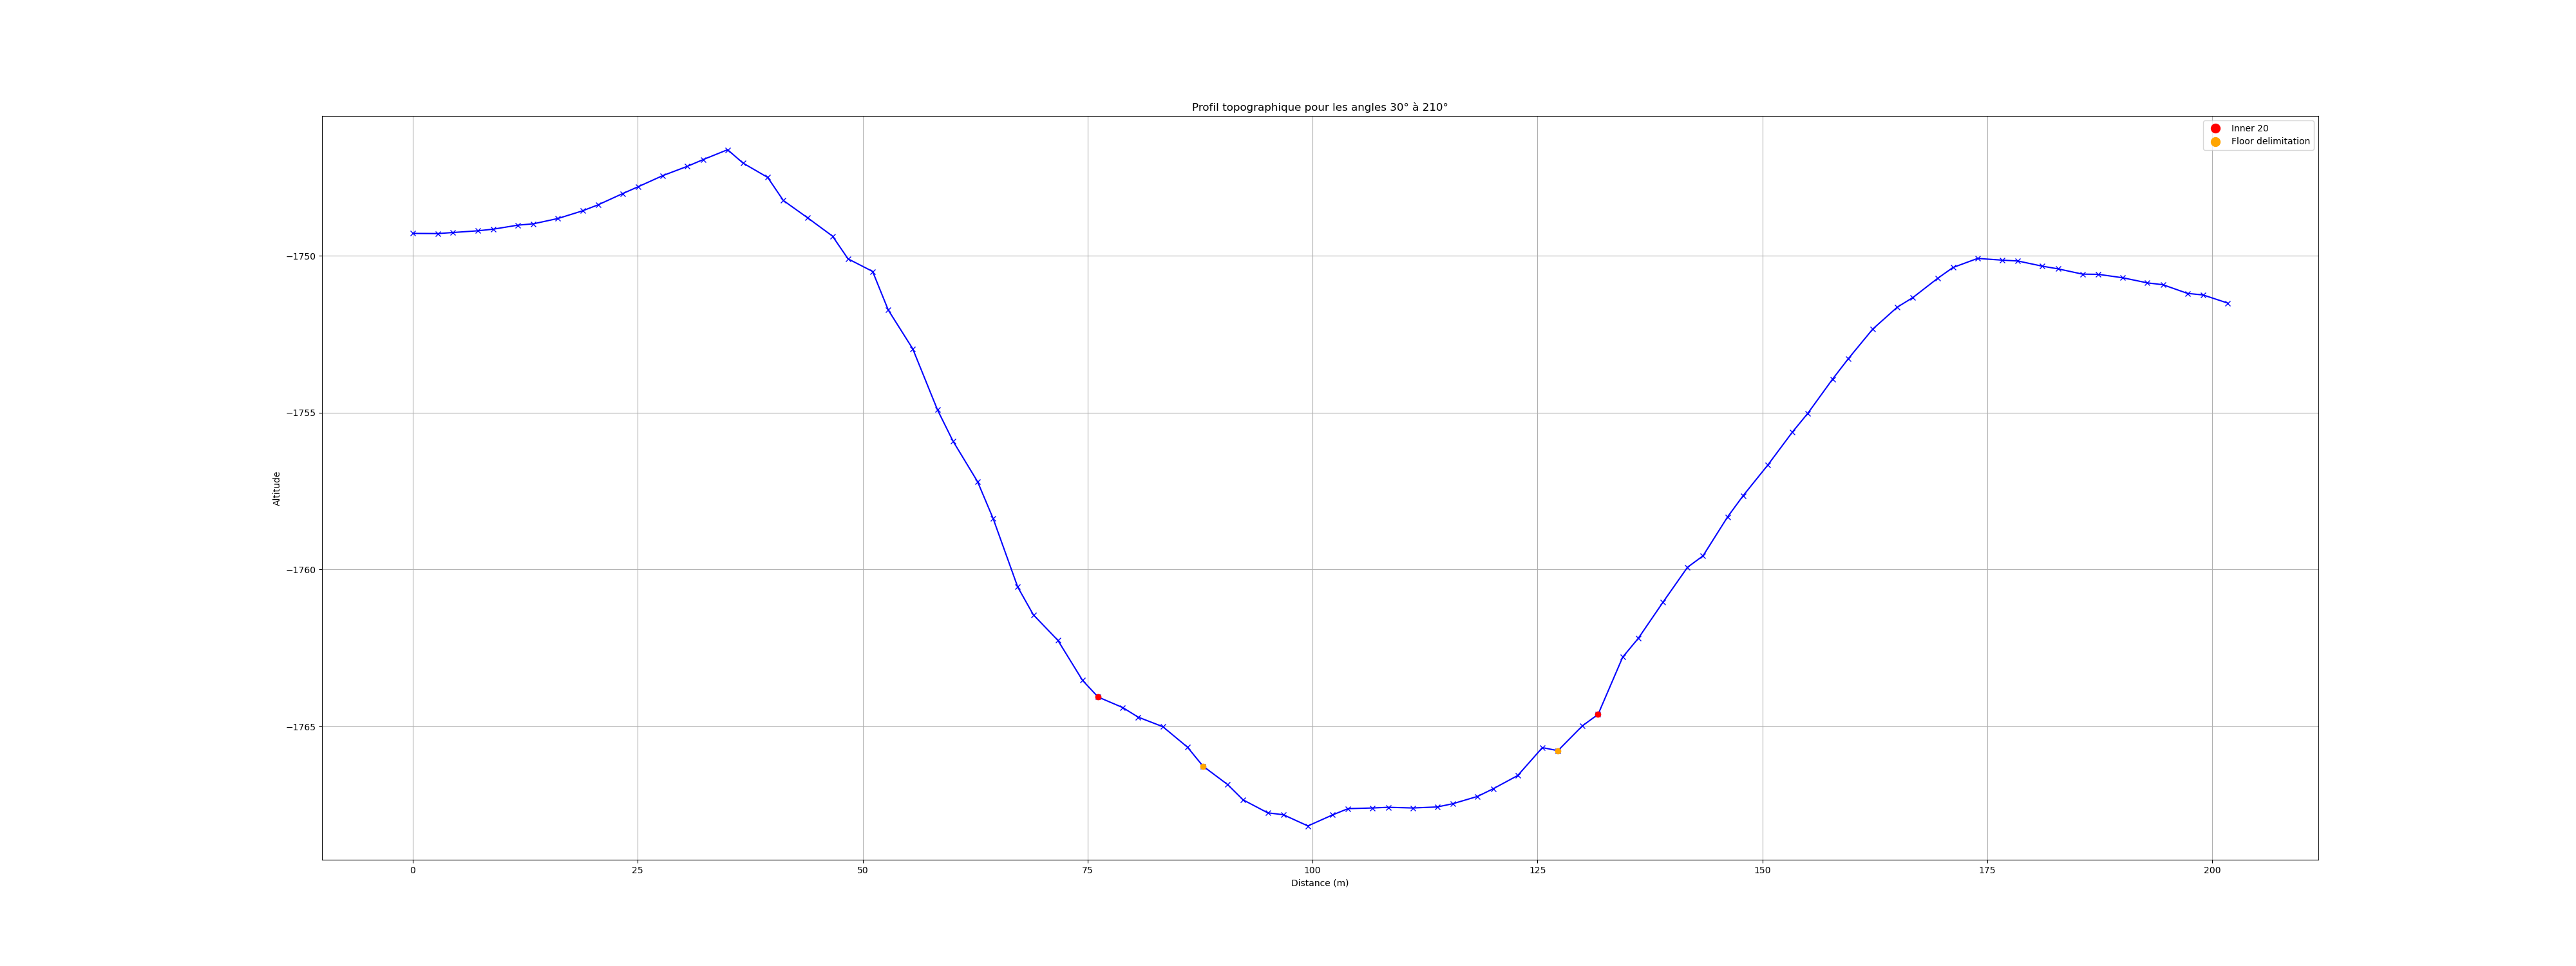 Profil topographique pour les angles 30° à 210°
Inner 20
Floor delimitation
−1750
−1755
−1760
−1765
Altitude
0 25 50 75 100 125 150 175 200
Distance (m)